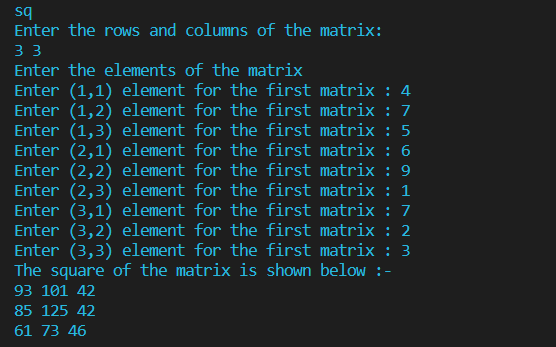 sq
Enter the rows and columns of the matrix:
3 3
Enter the elements of the matrix
Enter (1,1) element for the first matrix : 4
Enter (1,2) element for the first matrix : 7
Enter (1,3) element for the first matrix : 5
Enter (2,1) element for the first matrix : 6
Enter (2,2) element for the first matrix : 9
Enter (2,3) element for the first matrix : 1
Enter (3,1) element for the first matrix : 7
Enter (3,2) element for the first matrix : 2
Enter (3,3) element for the first matrix : 3
The square of the matrix is shown below :-
93 101 42
85 125 42
61 73 46